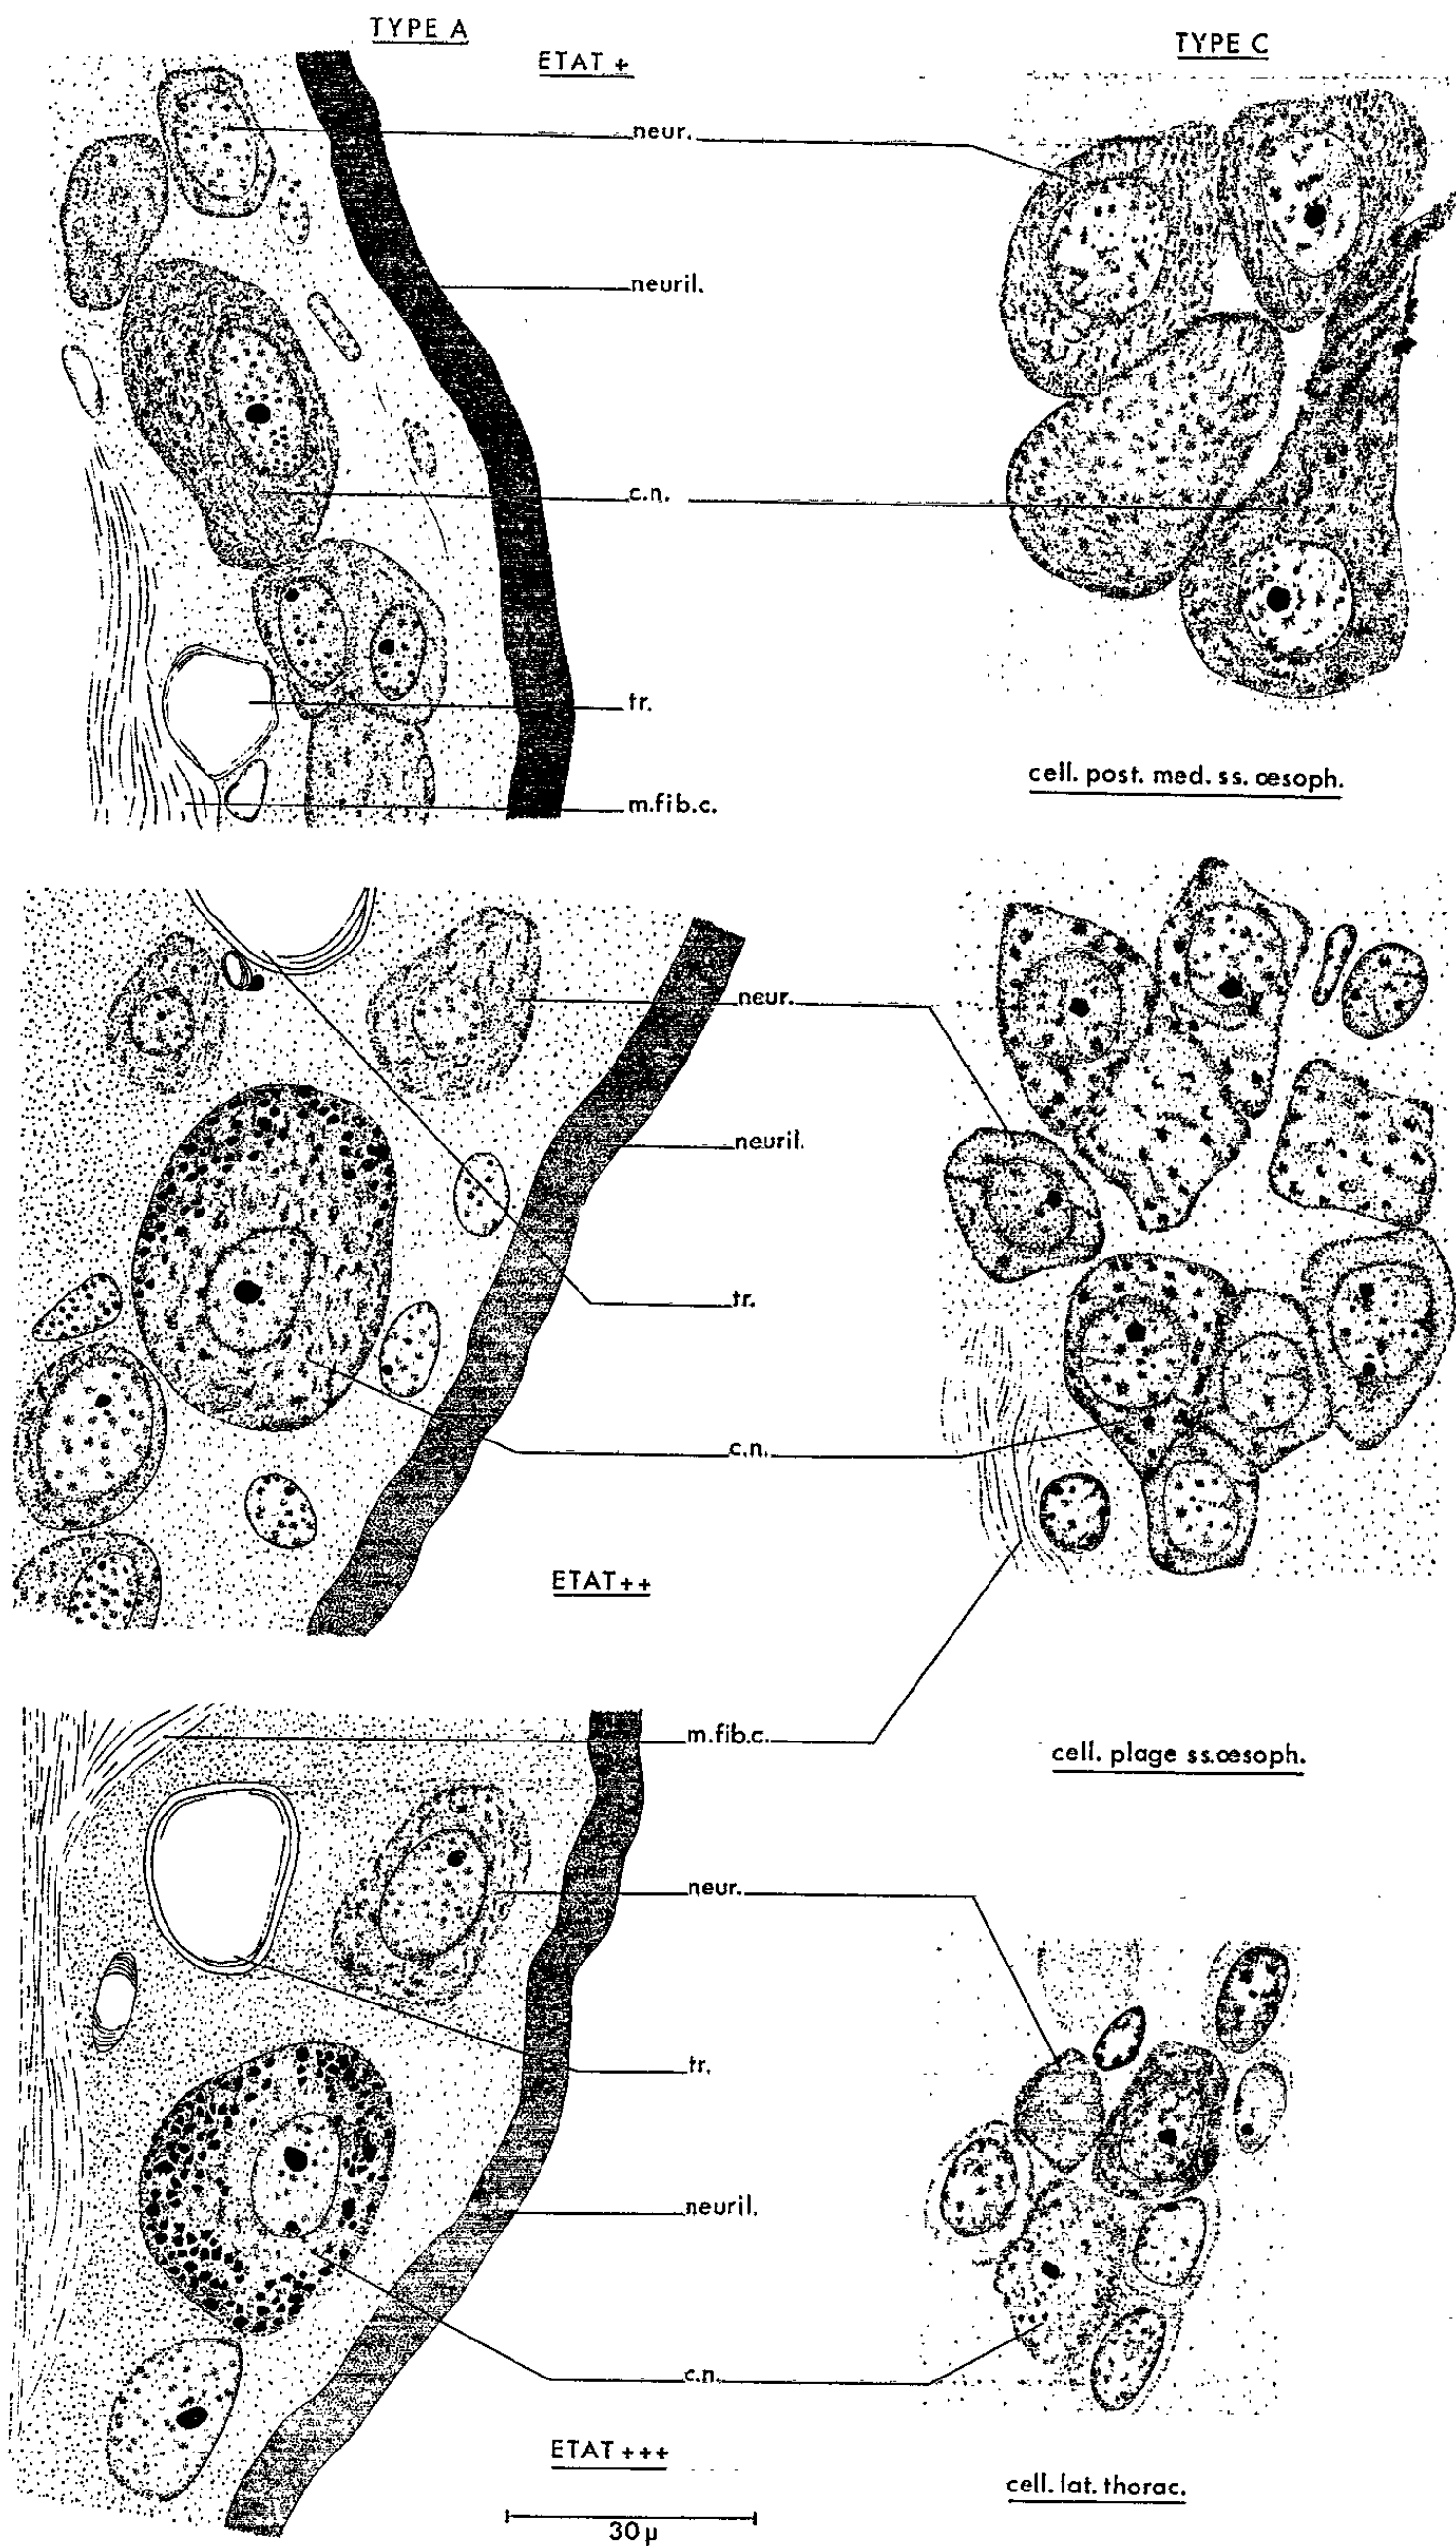 TYPE A
ETAT +
TYPE C
neur.
neuril.
c.n.
tr.
m.fib.c.
cell. post. med. ss. œsoph.
neur.
neuril.
tr.
c.n.
ETAT ++
m.fib.c.
cell. plage ss.œsoph.
neur.
tr.
neuril.
c.n.
ETAT +++
cell. lat. thorac.
30 µ